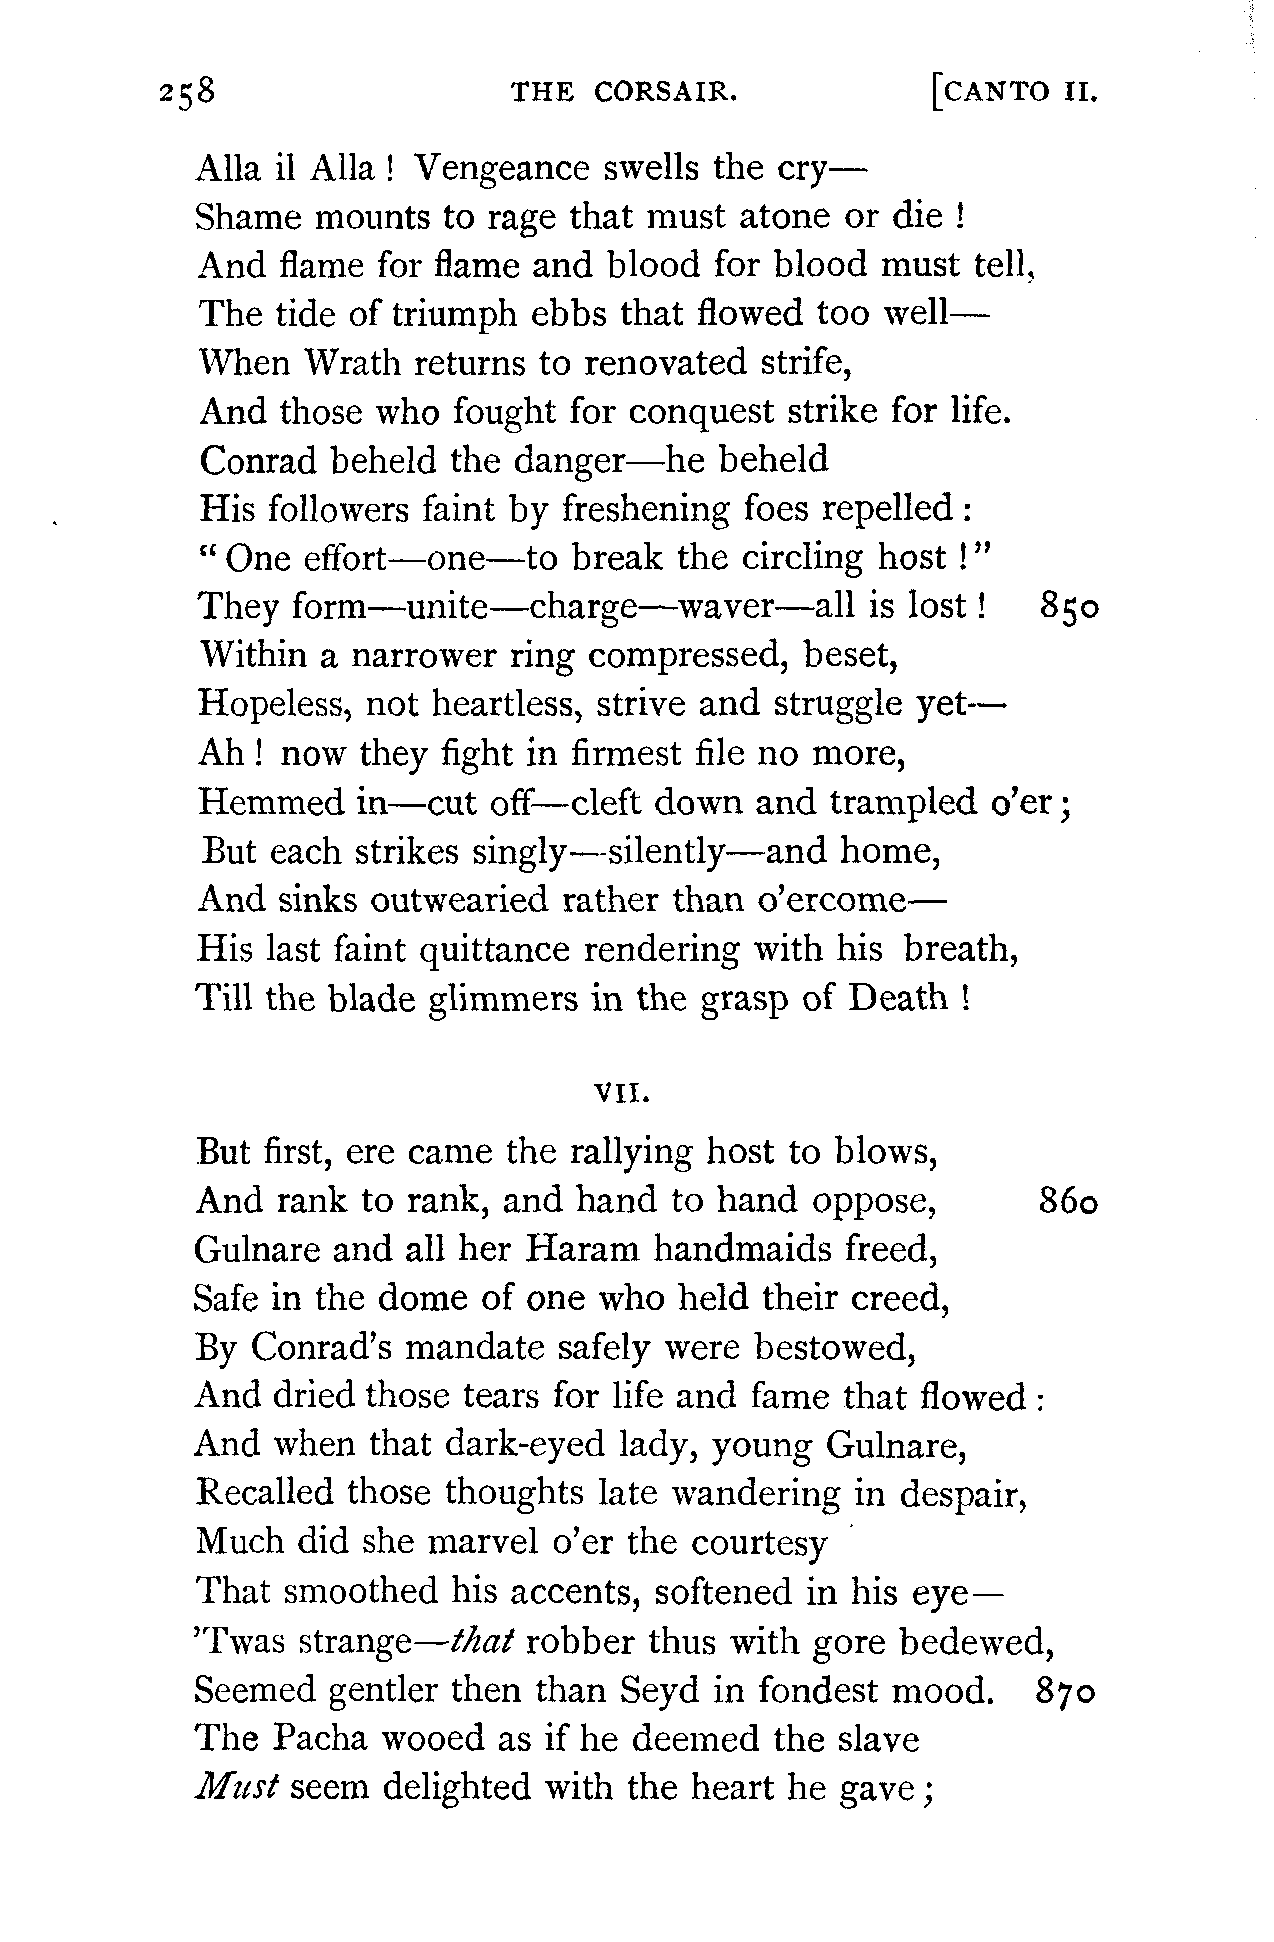 258 THE CORSAIR. [CANTO II.
Alla il Alla ! Vengeance swells the cry—
Shame mounts to rage that must atone or die !
And flame for flame and blood for blood must tell,
The tide of triumph ebbs that flowed too well—
When Wrath returns to renovated strife,
And those who fought for conquest strike for life.
Conrad beheld the danger—he beheld
His followers faint by freshening foes repelled :
“ One effort—one—to break the circling host !”
They form—unite—charge—waver—all is lost ! 850
Within a narrower ring compressed, beset,
Hopeless, not heartless, strive and struggle yet—
Ah ! now they fight in firmest file no more,
Hemmed in—cut off—cleft down and trampled o’er ;
But each strikes singly—silently—and home,
And sinks outwearied rather than o’ercome—
His last faint quittance rendering with his breath,
Till the blade glimmers in the grasp of Death !
VII.
But first, ere came the rallying host to blows,
And rank to rank, and hand to hand oppose, 860
Gulnare and all her Haram handmaids freed,
Safe in the dome of one who held their creed,
By Conrad’s mandate safely were bestowed,
And dried those tears for life and fame that flowed :
And when that dark-eyed lady, young Gulnare,
Recalled those thoughts late wandering in despair,
Much did she marvel o’er the courtesy
That smoothed his accents, softened in his eye—
’Twas strange—that robber thus with gore bedewed,
Seemed gentler then than Seyd in fondest mood. 870
The Pacha wooed as if he deemed the slave
Must seem delighted with the heart he gave ;